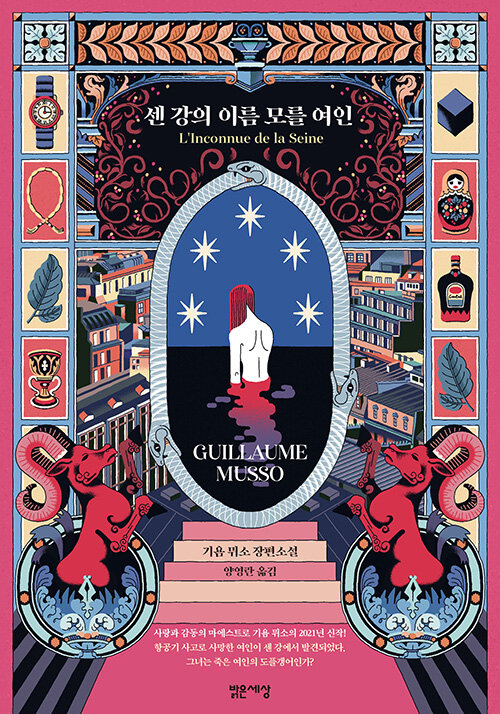 센 강의 이름 모를 여인
L'Inconnue de la Seine
GUILLAUME
MUSSO
기욤 뮈소 장편소설
양영란 옮김
사랑과 감동의 마에스트로 기욤 뮈소의 2021년 신작!
항공기 사고로 사망한 여인이 센 강에서 발견되었다.
그녀는 죽은 여인의 도플갱어인가?
밝은세상